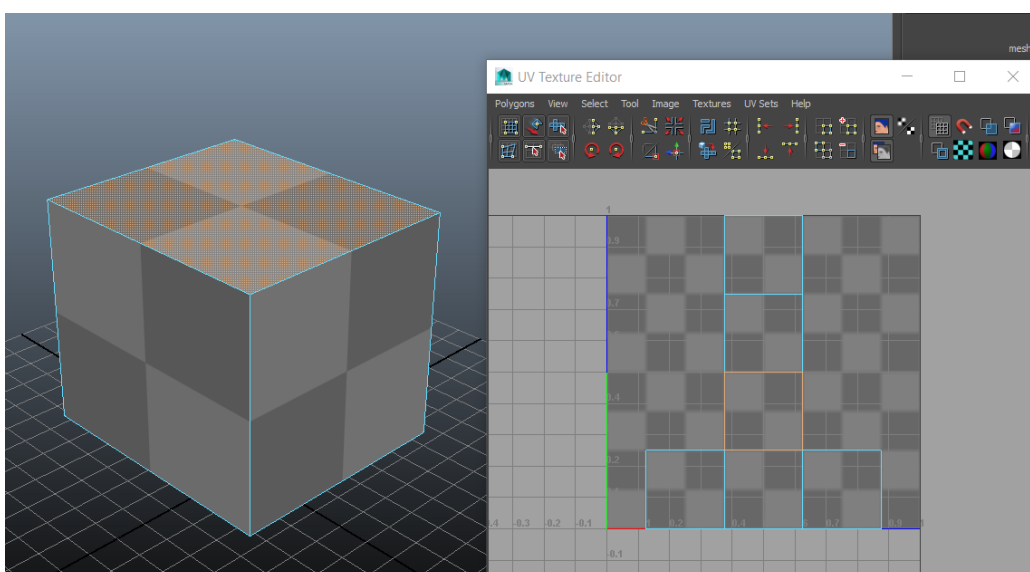 mesh
UV Texture Editor
Polygons View Select Tool Image Textures UV Sets Help
1
0.9
0.7
0.4
0.2
-0.3 -0.2 -0.1 0.2 0.4 0.7 0.9 1
-0.1